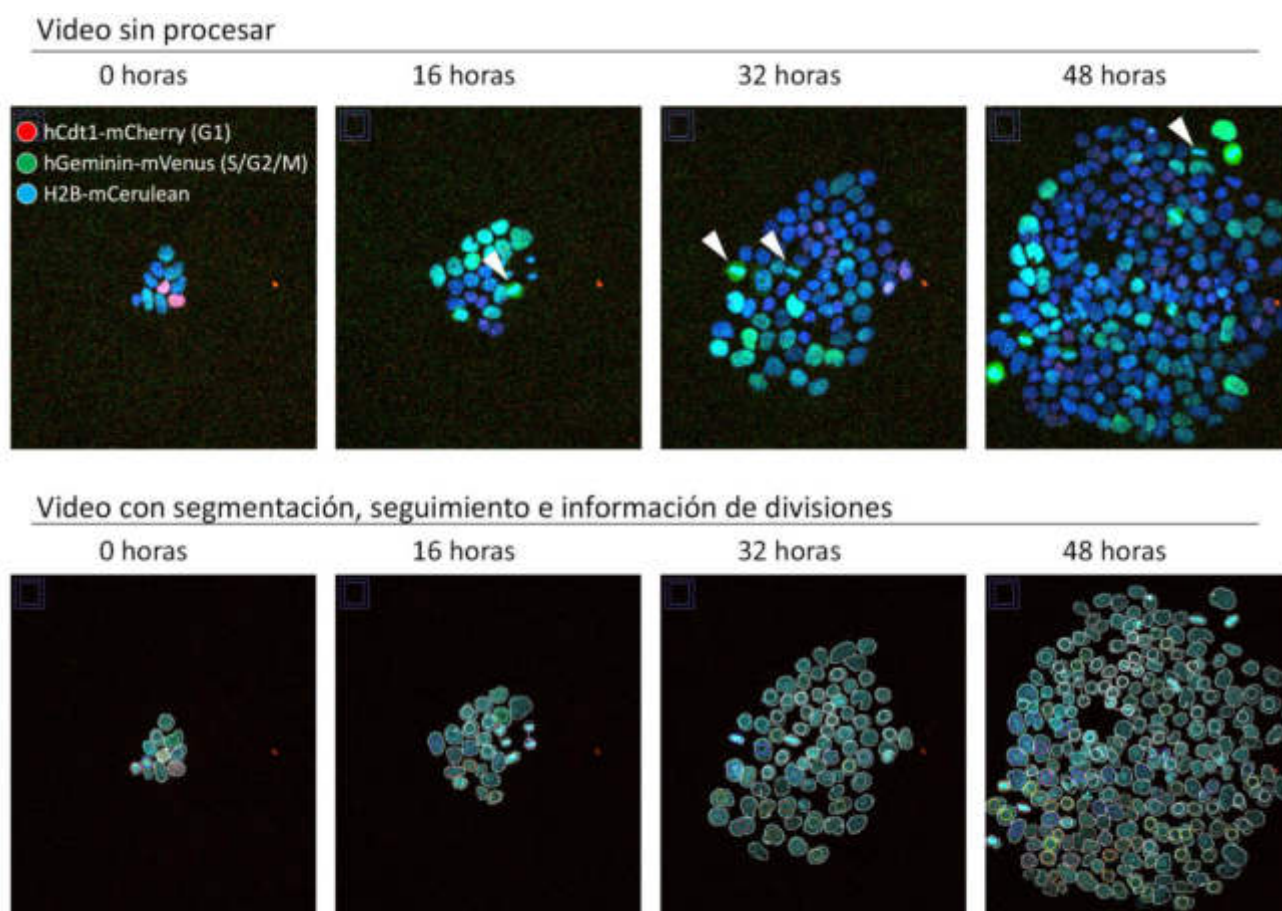 Video sin procesar
0 horas 16 horas 32 horas 48 horas
hCdt1-mCherry (G1)
hGeminin-mVenus (S/G2/M)
H2B-mCerulean
Video con segmentación, seguimiento e información de divisiones
0 horas 16 horas 32 horas 48 horas